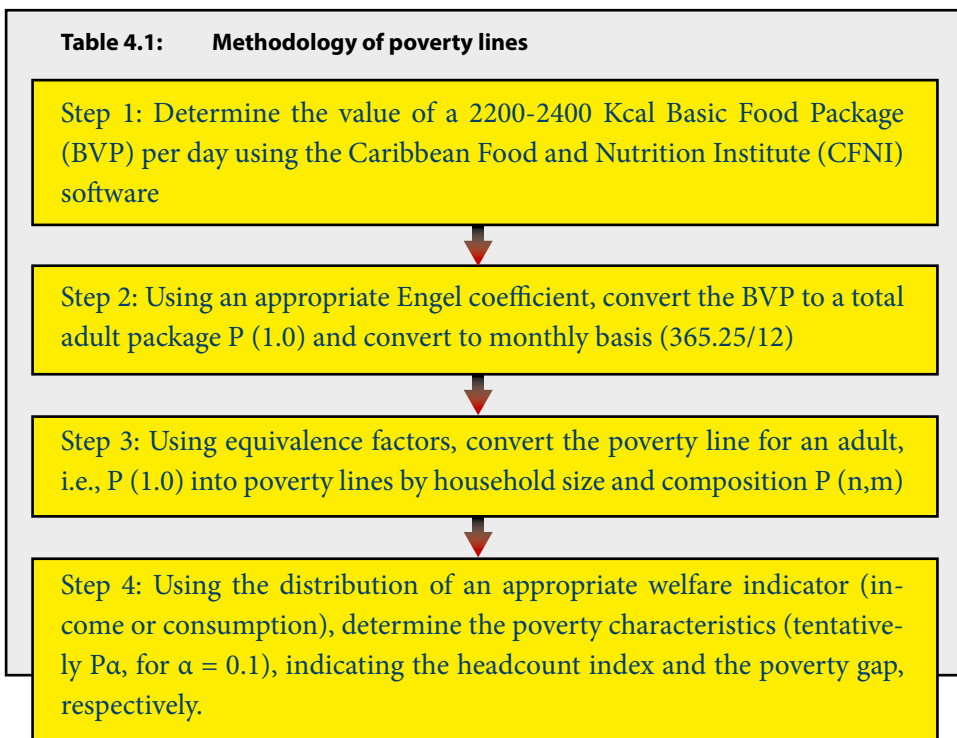 Table 4.1: Methodology of poverty lines
Step 1: Determine the value of a 2200-2400 Kcal Basic Food Package
(BVP) per day using the Caribbean Food and Nutrition Institute (CFNI)
software
Step 2: Using an appropriate Engel coefficient, convert the BVP to a total
adult package P (1.0) and convert to monthly basis (365.25/12)
Step 3: Using equivalence factors, convert the poverty line for an adult,
i.e., P (1.0) into poverty lines by household size and composition P (n,m)
Step 4: Using the distribution of an appropriate welfare indicator (in-
come or consumption), determine the poverty characteristics (tentative-
ly Pα, for α = 0.1), indicating the headcount index and the poverty gap,
respectively.